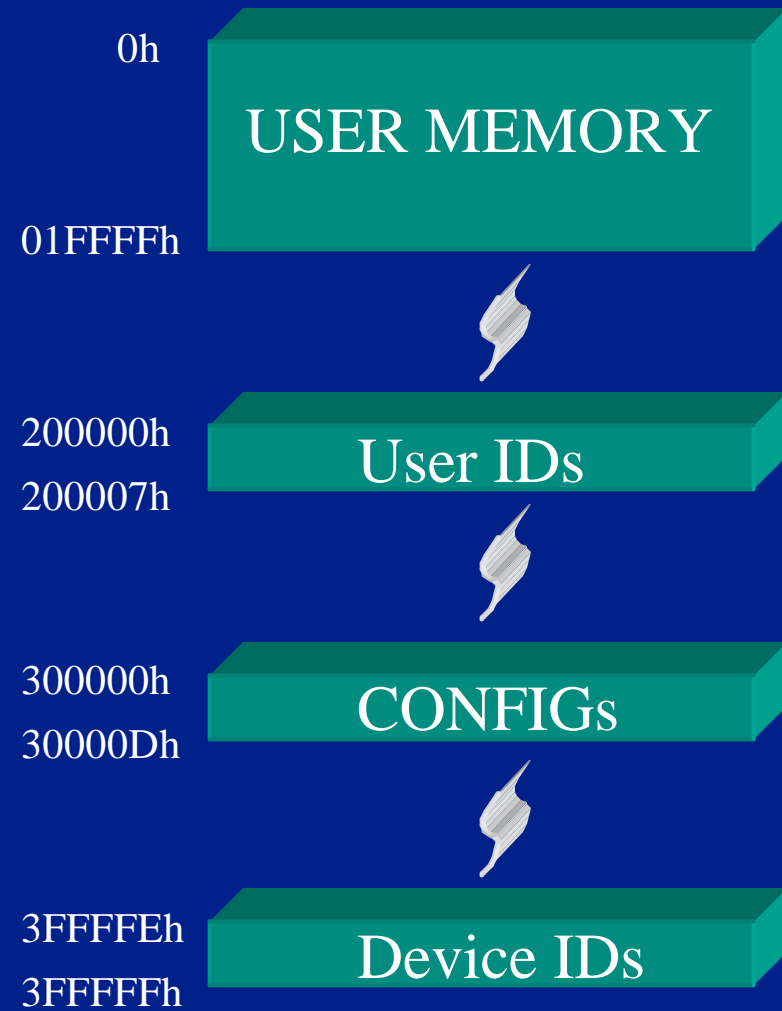 0h
USER MEMORY
01FFFFh
200000h
User IDs
200007h
300000h
CONFIGs
30000Dh
3FFFFEh
Device IDs
3FFFFFh